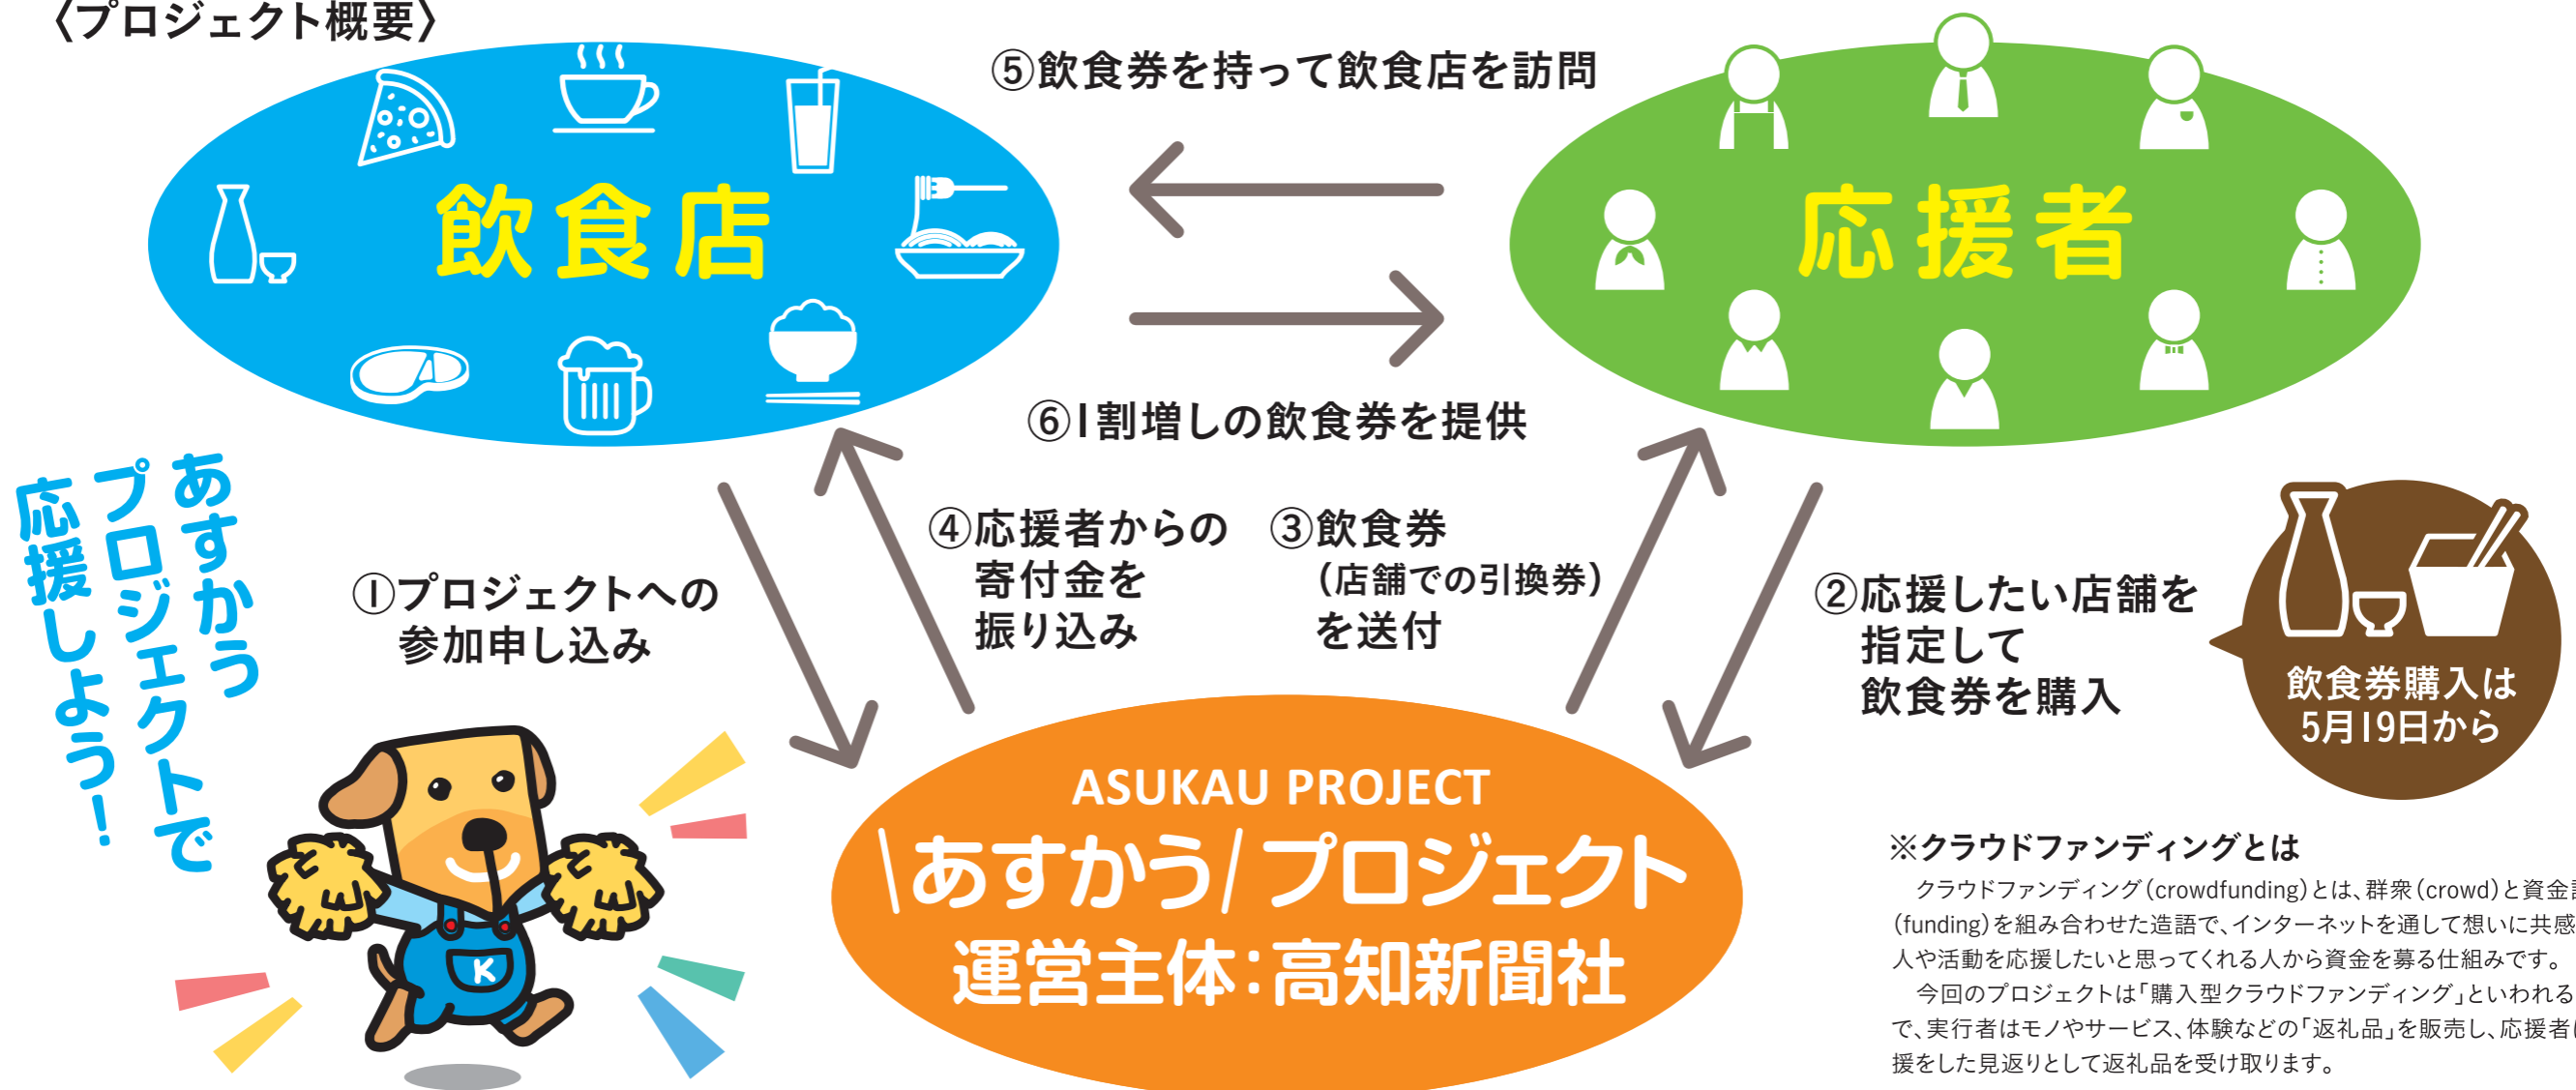 〈プロジェクト概要〉
⑤飲食券を持って飲食店を訪問
飲食店
応援者
⑥1割増しの飲食券を提供
あすかう
プロジェクトで
応援しよう!
①プロジェクトへの
参加申し込み
④応援者からの
寄付金を
振り込み
③飲食券
(店舗での引換券)
を送付
②応援したい店舗を
指定して
飲食券を購入
飲食券購入は
5月19日から
ASUKAU PROJECT
\あすかう/プロジェクト
運営主体:高知新聞社
K
※クラウドファンディングとは
クラウドファンディング(crowdfunding)とは、群衆(crowd)と資金
(funding)を組み合わせた造語で、インターネットを通して想いに共感
人や活動を応援したいと思ってくれる人から資金を募る仕組みです。
今回のプロジェクトは「購入型クラウドファンディング」といわれる
で、実行者はモノやサービス、体験などの「返礼品」を販売し、応援者
援をした見返りとして返礼品を受け取ります。